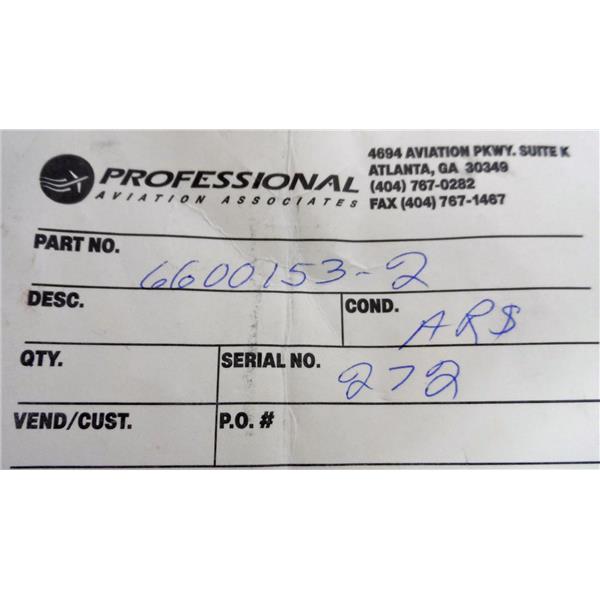 PROFESSIONAL
AVIATION ASSOCIATES
4694 AVIATION PKWY. SUITE K
ATLANTA, GA 30349
(404) 767-0282
FAX (404) 767-1467
PART NO. 6600153-2
DESC.
COND. AR$
QTY.
SERIAL NO. 272
VEND/CUST.
P.O. #